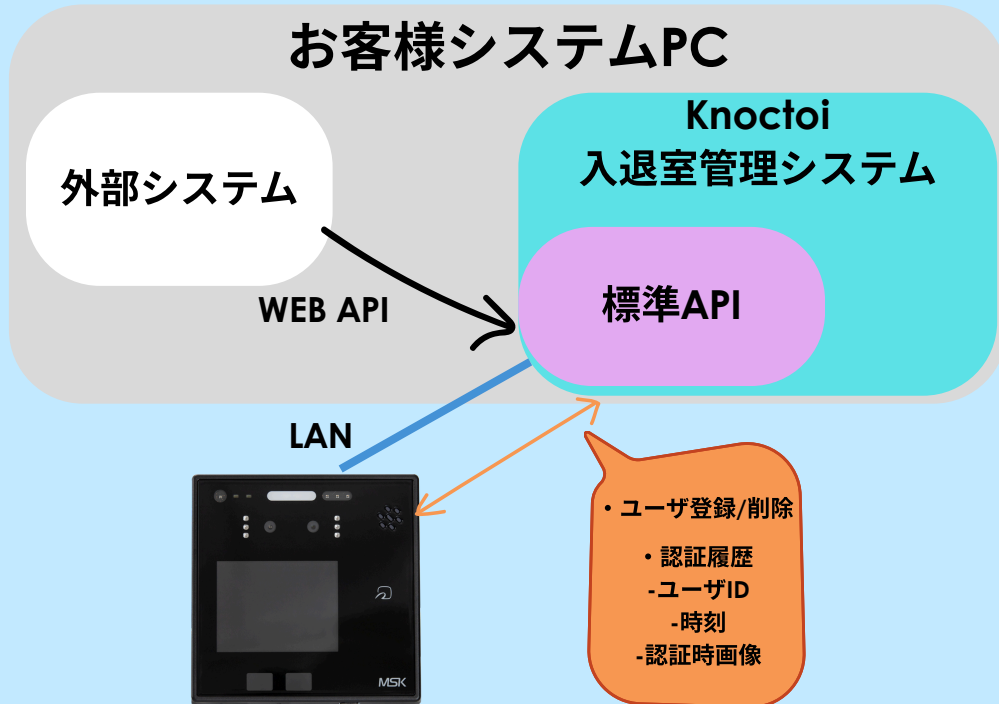 お客様システムPC
外部システム
Knoctoi
入退室管理システム
標準API
WEB API
LAN
・ユーザ登録/削除
・認証履歴
-ユーザID
-時刻
-認証時画像
MSK